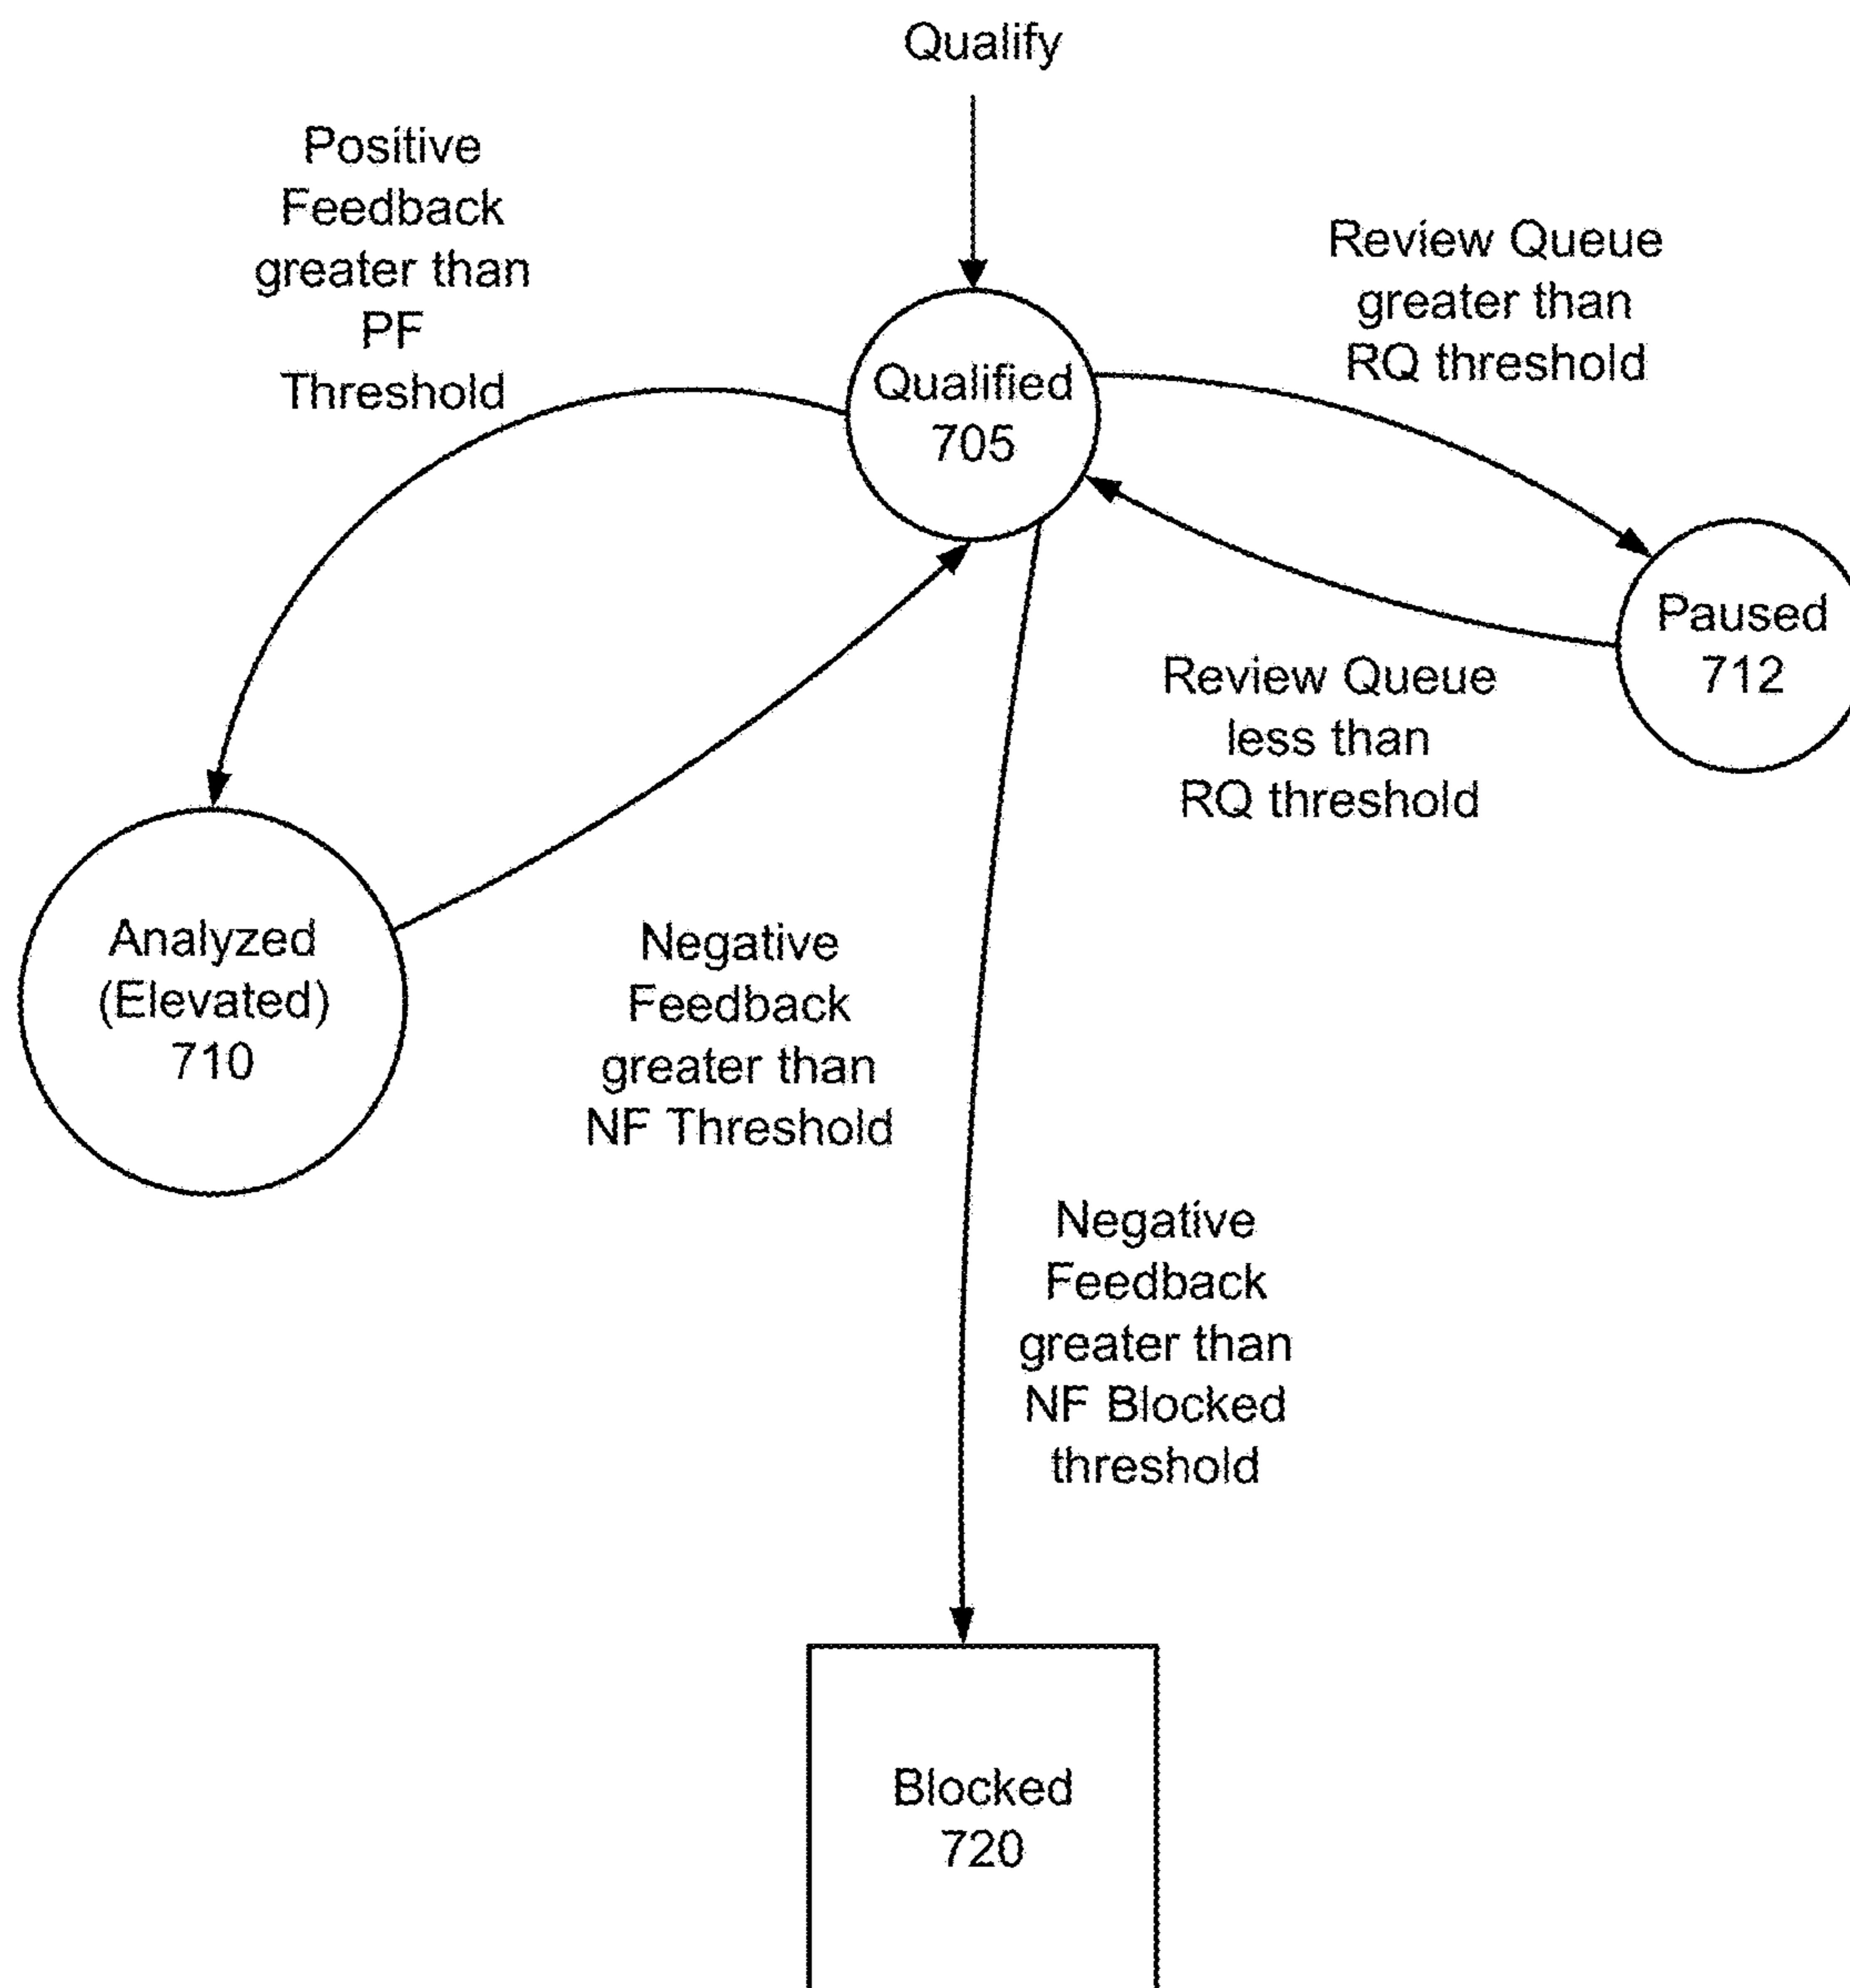 Qualify
Positive
Feedback
greater than
PF
Threshold
Review Queue
greater than
RQ threshold
Qualified
705
Paused
712
Review Queue
less than
RQ threshold
Analyzed
(Elevated)
710
Negative
Feedback
greater than
NF Threshold
Negative
Feedback
greater than
NF Blocked
threshold
Blocked
720